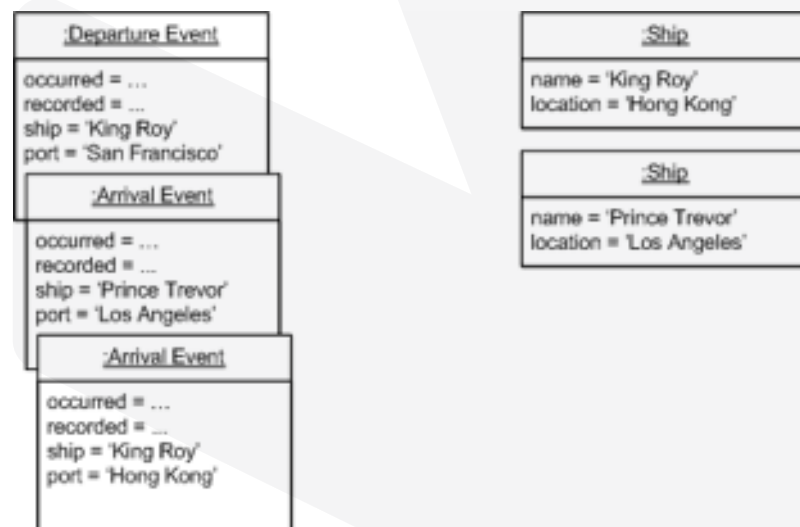 :Departure Event
occurred = ...
recorded = ...
ship = 'King Roy'
port = 'San Francisco'
:Arrival Event
occurred = ...
recorded = ...
ship = 'Prince Trevor'
port = 'Los Angeles'
:Arrival Event
occurred = ...
recorded = ...
ship = 'King Roy'
port = 'Hong Kong'
:Ship
name = 'King Roy'
location = 'Hong Kong'
:Ship
name = 'Prince Trevor'
location = 'Los Angeles'